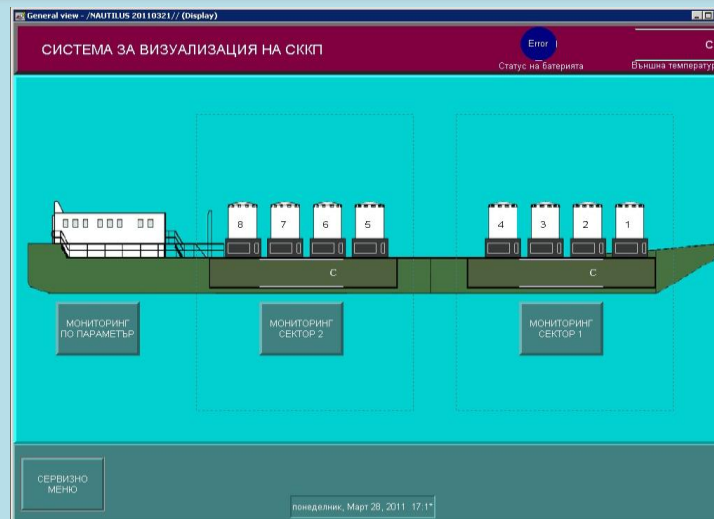 General view - /NAUTILUS 20110321// (Display)
СИСТЕМА ЗА ВИЗУАЛИЗАЦИЯ НА СККП
Error
Статус на батерията
C
Външна температур
8 7 6 5 4 3 2 1
C C
МОНИТОРИНГ
ПО ПАРАМЕТЪР
МОНИТОРИНГ
СЕКТОР 2
МОНИТОРИНГ
СЕКТОР 1
СЕРВИЗНО
МЕНЮ
понеделник, Март 28, 2011 17:1*